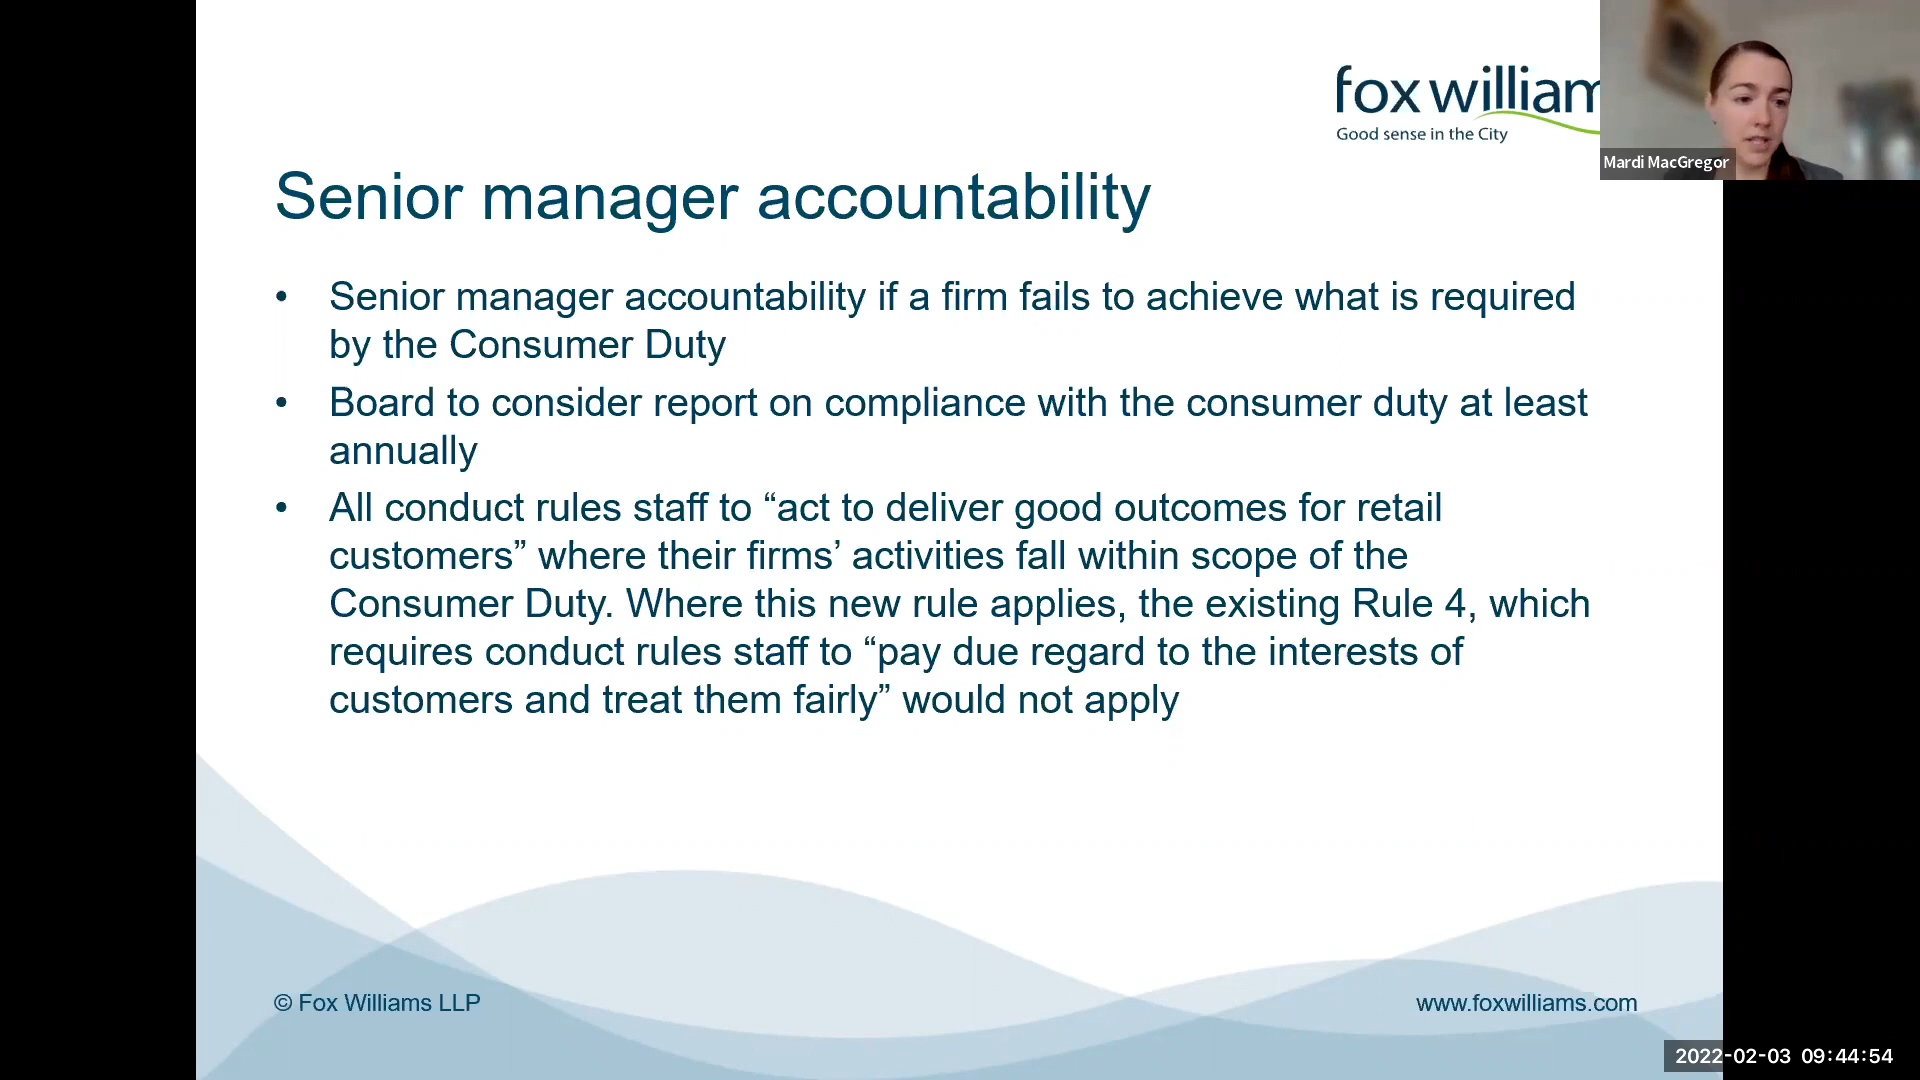 fox william
Good sense in the City
Mardi MacGregor
Senior manager accountability
• Senior manager accountability if a firm fails to achieve what is required
by the Consumer Duty
• Board to consider report on compliance with the consumer duty at least
annually
• All conduct rules staff to “act to deliver good outcomes for retail
customers” where their firms’ activities fall within scope of the
Consumer Duty. Where this new rule applies, the existing Rule 4, which
requires conduct rules staff to “pay due regard to the interests of
customers and treat them fairly” would not apply
© Fox Williams LLP
www.foxwilliams.com
2022-02-03 09:44:54